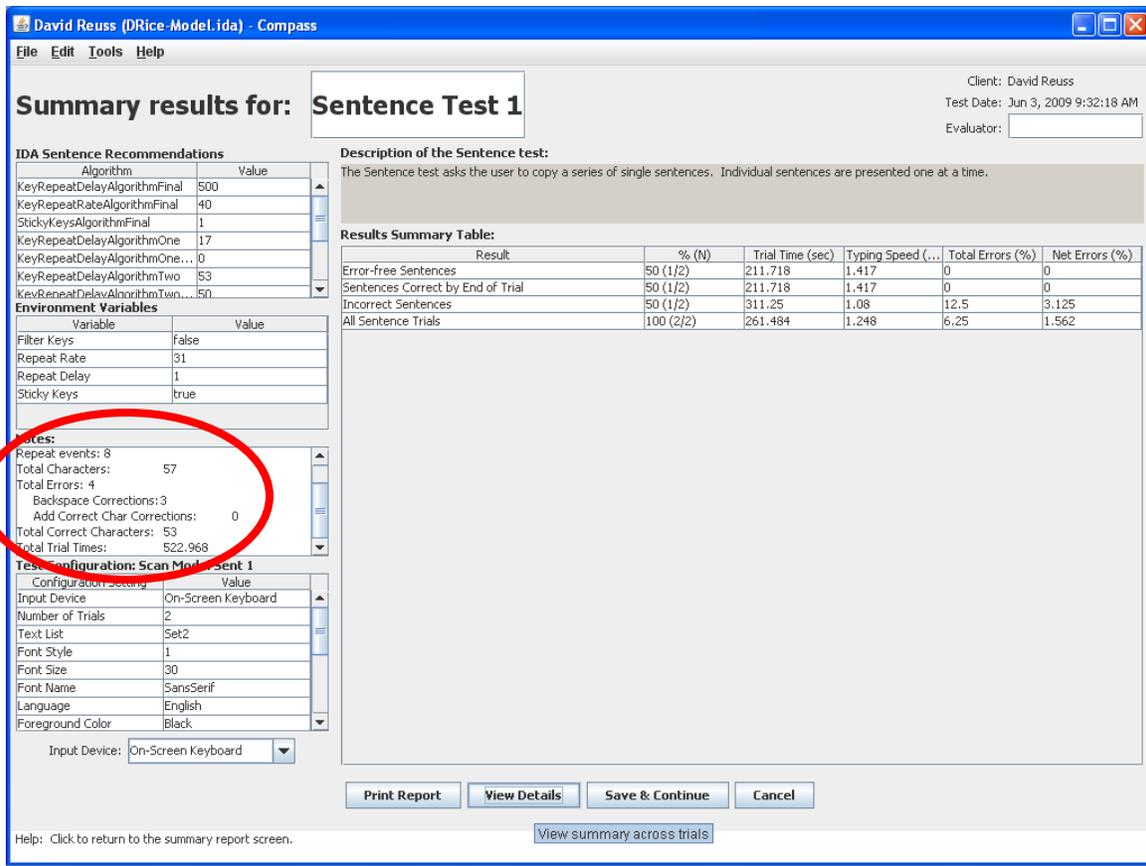 David Reuss (DRice-Model.ida) - Compass
File Edit Tools Help
Summary results for: Sentence Test 1
Client: David Reuss
Test Date: Jun 3, 2009 9:32:18 AM
Evaluator:
IDA Sentence Recommendations
Algorithm Value
KeyRepeatDelayAlgorithmFinal 500
KeyRepeatRateAlgorithmFinal 40
StickyKeysAlgorithmFinal 1
KeyRepeatDelayAlgorithmOne 17
KeyRepeatDelayAlgorithmOne... 0
KeyRepeatDelayAlgorithmTwo 53
KeyRepeatDelayAlgorithmTwo... 50
Environment Variables
Variable Value
Filter Keys false
Repeat Rate 31
Repeat Delay 1
Sticky Keys true
Notes:
Repeat events: 8
Total Characters: 57
Total Errors: 4
Backspace Corrections: 3
Add Correct Char Corrections: 0
Total Correct Characters: 53
Total Trial Times: 522.968
Test Configuration: Scan Model Sent 1
Configuration Setting Value
Input Device On-Screen Keyboard
Number of Trials 2
Text List Set2
Font Style 1
Font Size 30
Font Name SansSerif
Language English
Foreground Color Black
Input Device: On-Screen Keyboard
Description of the Sentence test:
The Sentence test asks the user to copy a series of single sentences. Individual sentences are presented one at a time.
Results Summary Table:
Result % (N) Trial Time (sec) Typing Speed (... Total Errors (%) Net Errors (%)
Error-free Sentences 50 (1/2) 211.718 1.417 0 0
Sentences Correct by End of Trial 50 (1/2) 211.718 1.417 0 0
Incorrect Sentences 50 (1/2) 311.25 1.08 12.5 3.125
All Sentence Trials 100 (2/2) 261.484 1.248 6.25 1.562
Print Report View Details Save & Continue Cancel
View summary across trials
Help: Click to return to the summary report screen.